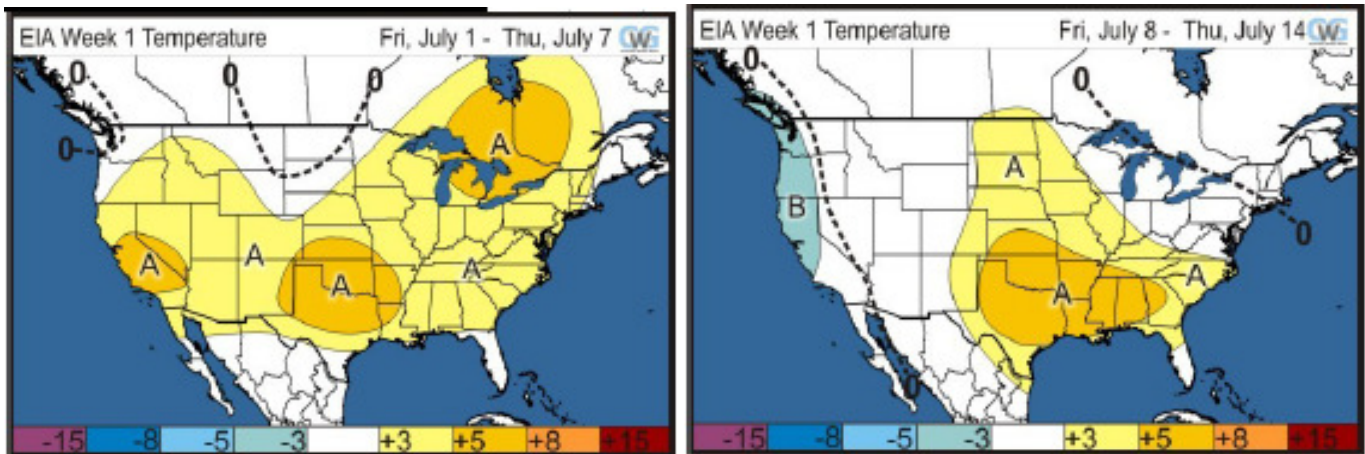 EIA Week 1 Temperature Fri, July 1 - Thu, July 7 CWG
0 0 0
0
A
A A A A
-15 -8 -5 -3 +3 +5 +8 +15
EIA Week 1 Temperature Fri, July 8 - Thu, July 14 CWG
0 0
A
B
0
A A
0
-15 -8 -5 -3 +3 +5 +8 +15